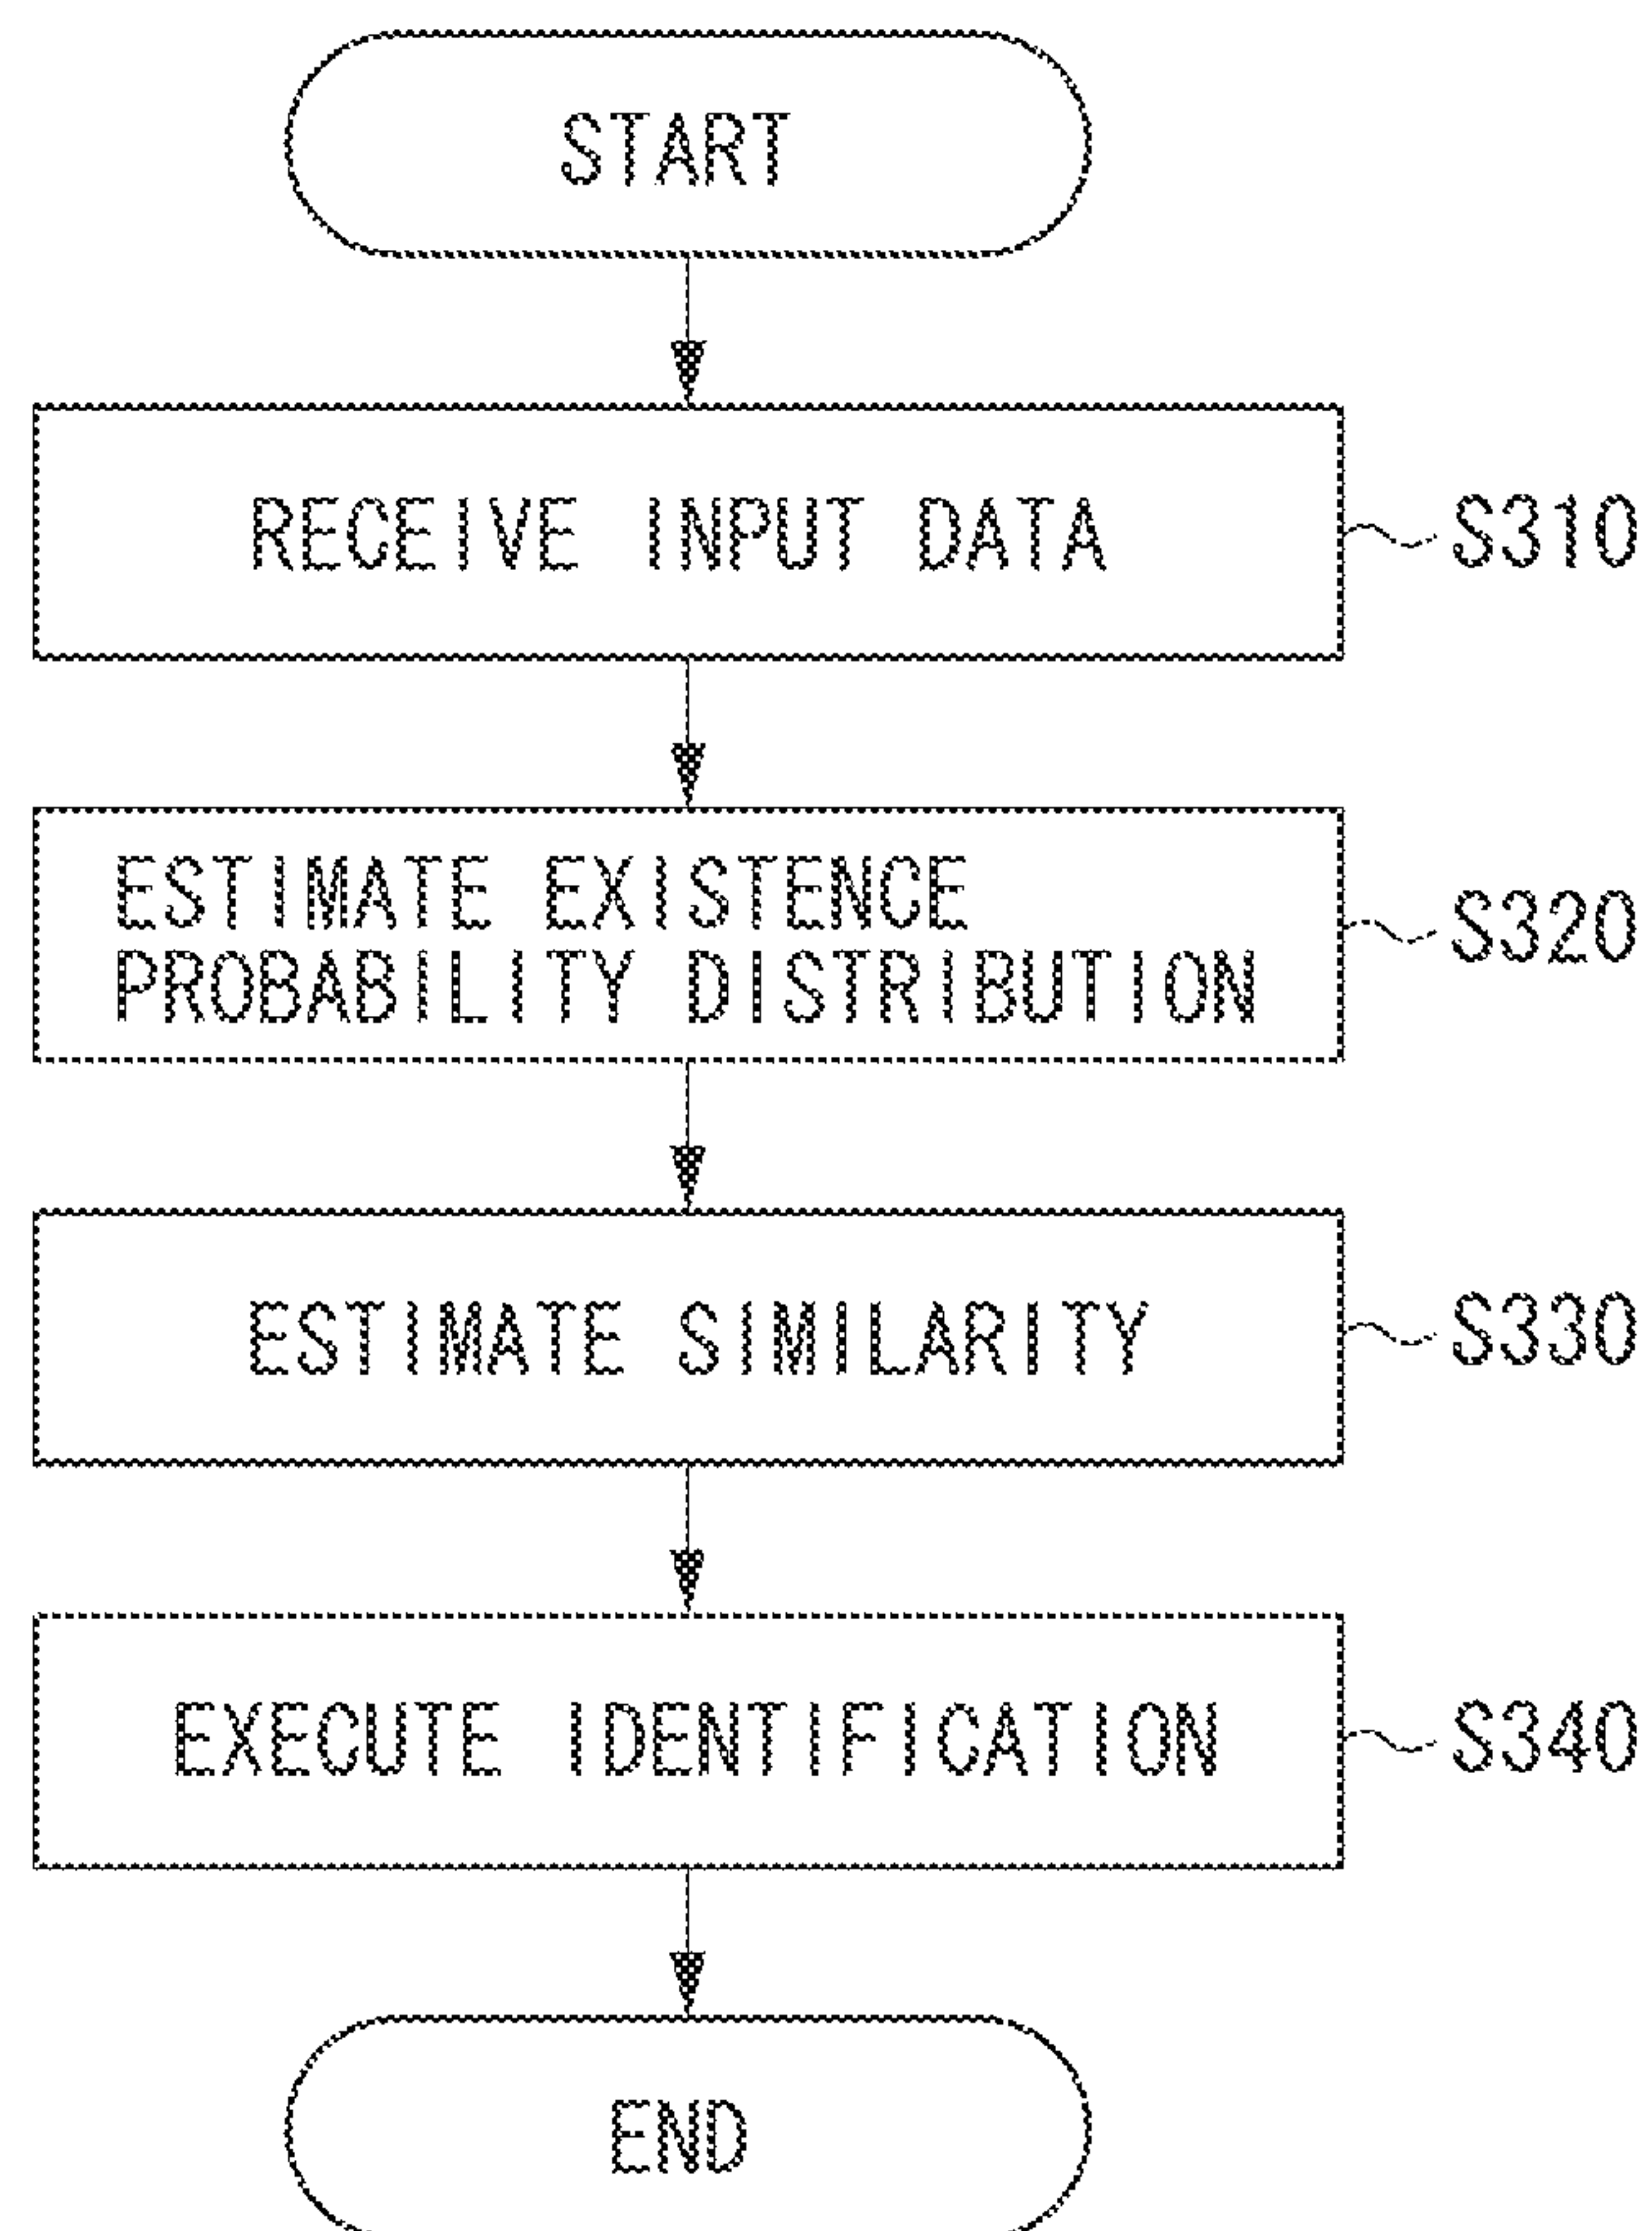 START
RECEIVE INPUT DATA
S310
ESTIMATE EXISTENCE
PROBABILITY DISTRIBUTION
S320
ESTIMATE SIMILARITY
S330
EXECUTE IDENTIFICATION
S340
END